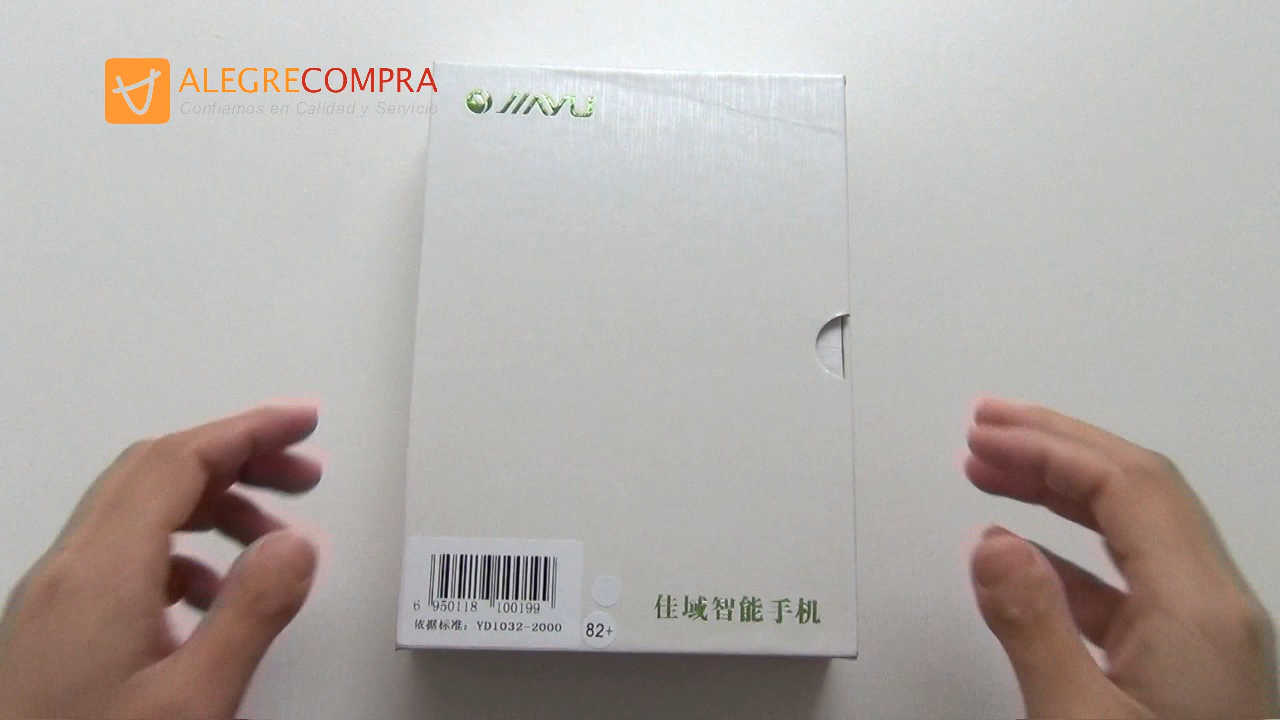 ALEGRECOMPRA
Confiamos en Calidad y Servicio
JIAYU
6 950118 100199
依据标准: YD1032-2000
82+
佳域智能手机